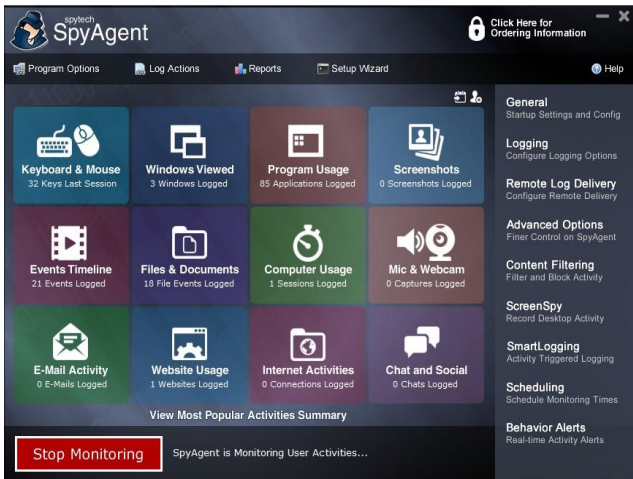 spytech
SpyAgent
Click Here for
Ordering Information
Program Options
Log Actions
Reports
Setup Wizard
Help
Keyboard & Mouse
32 Keys Last Session
Windows Viewed
3 Windows Logged
Program Usage
85 Applications Logged
Screenshots
0 Screenshots Logged
Events Timeline
21 Events Logged
Files & Documents
18 File Events Logged
Computer Usage
1 Sessions Logged
Mic & Webcam
0 Captures Logged
E-Mail Activity
0 E-Mails Logged
Website Usage
1 Websites Logged
Internet Activities
0 Connections Logged
Chat and Social
0 Chats Logged
View Most Popular Activities Summary
General
Startup Settings and Config
Logging
Configure Logging Options
Remote Log Delivery
Configure Remote Delivery
Advanced Options
Finer Control on SpyAgent
Content Filtering
Filter and Block Activity
ScreenSpy
Record Desktop Activity
SmartLogging
Activity Triggered Logging
Scheduling
Schedule Monitoring Times
Behavior Alerts
Real-time Activity Alerts
Stop Monitoring
SpyAgent is Monitoring User Activities...